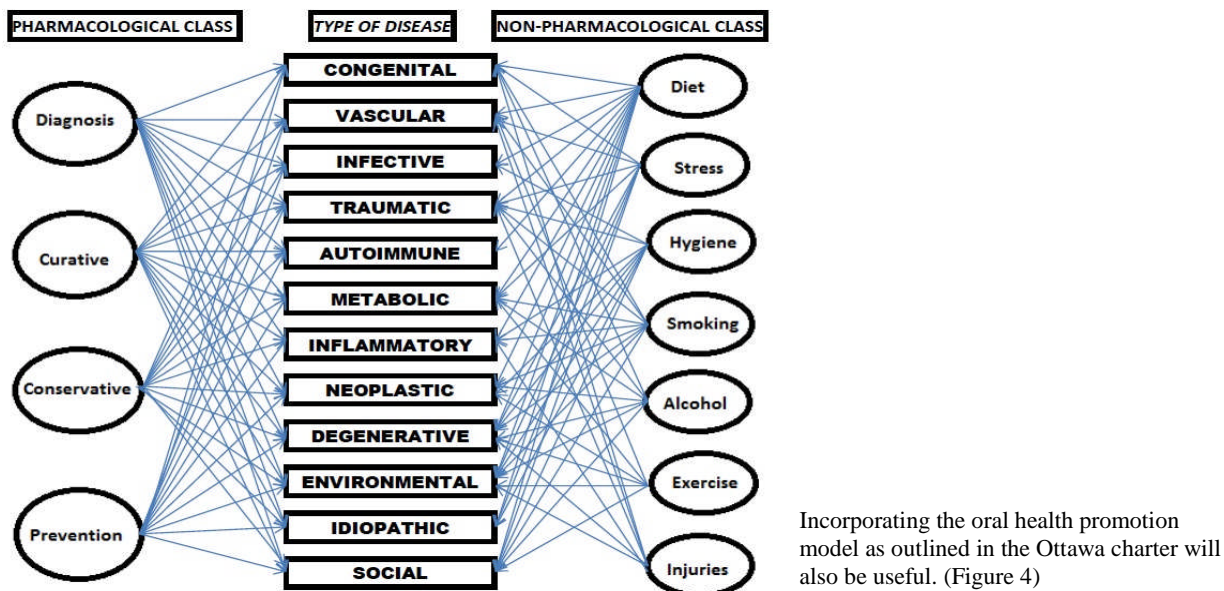 PHARMACOLOGICAL CLASS
TYPE OF DISEASE
NON-PHARMACOLOGICAL CLASS
Diagnosis
Curative
Conservative
Prevention
CONGENITAL
VASCULAR
INFECTIVE
TRAUMATIC
AUTOIMMUNE
METABOLIC
INFLAMMATORY
NEOPLASTIC
DEGENERATIVE
ENVIRONMENTAL
IDIOPATHIC
SOCIAL
Diet
Stress
Hygiene
Smoking
Alcohol
Exercise
Injuries
Incorporating the oral health promotion
model as outlined in the Ottawa charter will
also be useful. (Figure 4)